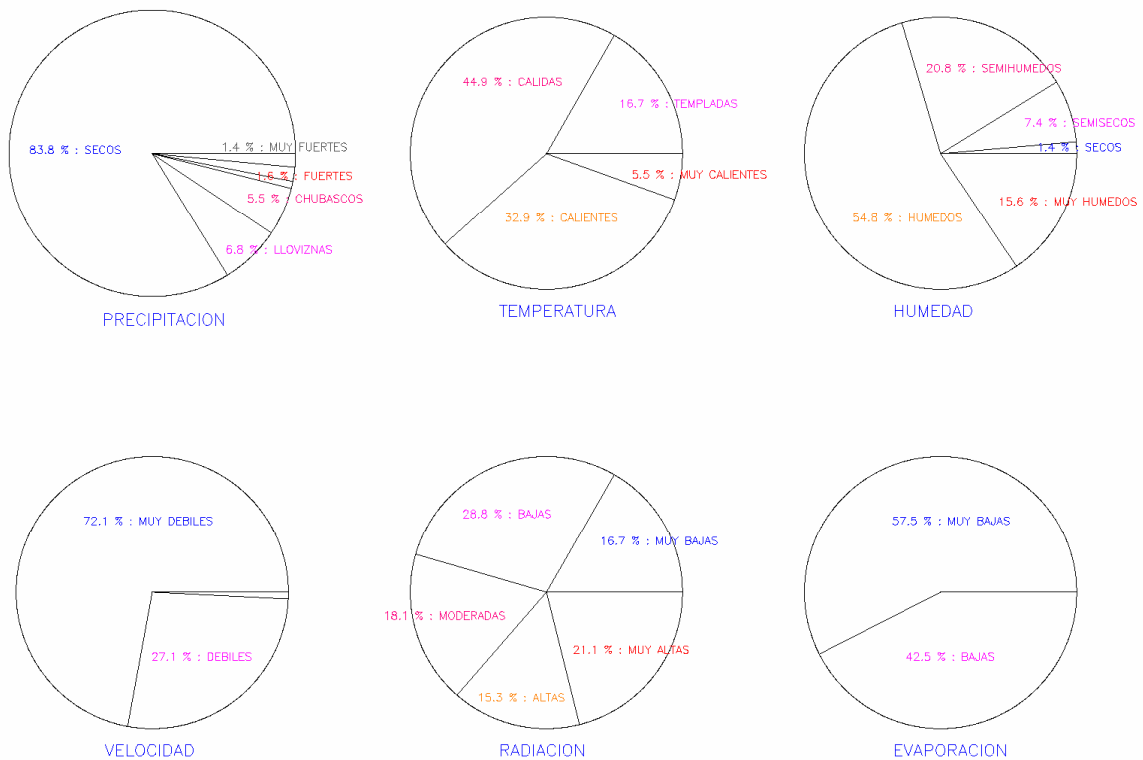 83.8 % : SECOS
1.4 % : MUY FUERTES
1.6 % : FUERTES
5.5 % : CHUBASCOS
6.8 % : LLOVIZNAS
PRECIPITACION
44.9 % : CALIDAS
16.7 % : TEMPLADAS
5.5 % : MUY CALIENTES
32.9 % : CALIENTES
TEMPERATURA
20.8 % : SEMIHUMEDOS
7.4 % : SEMISECOS
1.4 % : SECOS
15.6 % : MUY HUMEDOS
54.8 % : HUMEDOS
HUMEDAD
72.1 % : MUY DEBILES
27.1 % : DEBILES
VELOCIDAD
28.8 % : BAJAS
16.7 % : MUY BAJAS
18.1 % : MODERADAS
21.1 % : MUY ALTAS
15.3 % : ALTAS
RADIACION
57.5 % : MUY BAJAS
42.5 % : BAJAS
EVAPORACION